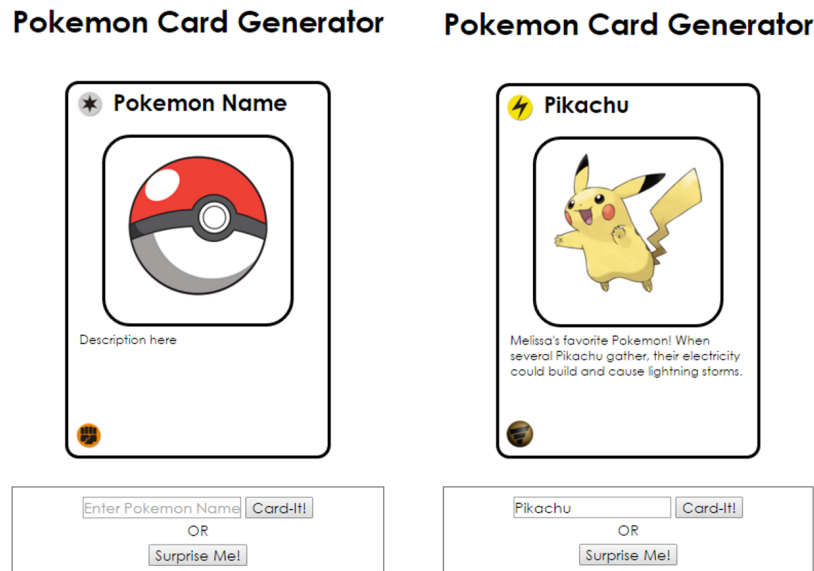 Pokemon Card Generator
Pokemon Name
Description here
Enter Pokemon Name
Card-It!
OR
Surprise Me!
Pokemon Card Generator
Pikachu
Melissa's favorite Pokemon! When
several Pikachu gather, their electricity
could build and cause lightning storms.
Pikachu
Card-It!
OR
Surprise Me!